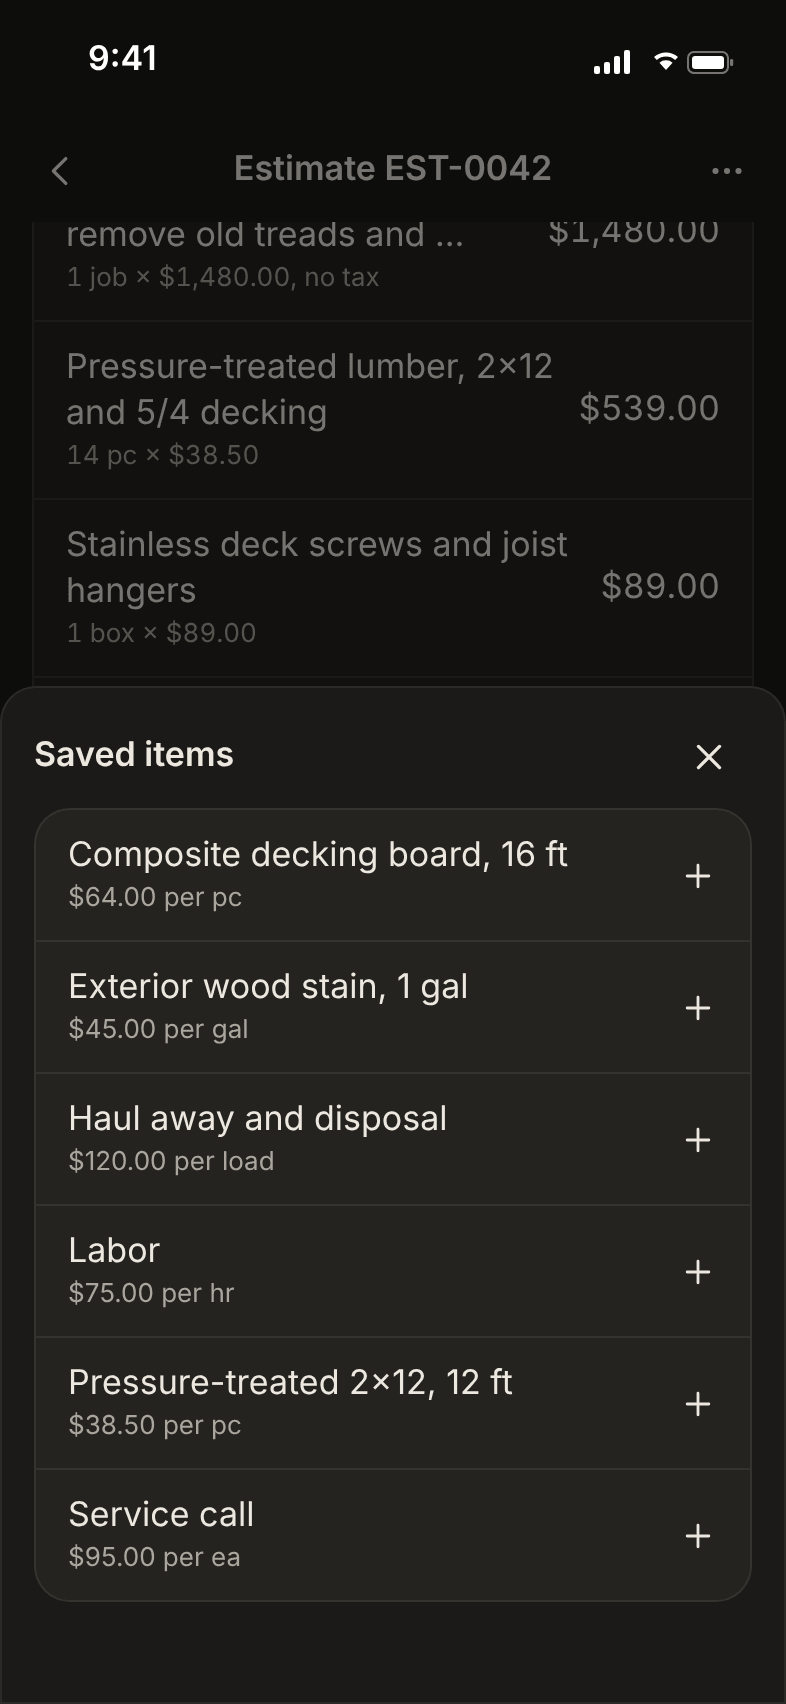 9:41
Estimate EST-0042
remove old treads and ... $1,480.00
1 job × $1,480.00, no tax
Pressure-treated lumber, 2×12
and 5/4 decking $539.00
14 pc × $38.50
Stainless deck screws and joist
hangers $89.00
1 box × $89.00
Saved items
Composite decking board, 16 ft
$64.00 per pc
Exterior wood stain, 1 gal
$45.00 per gal
Haul away and disposal
$120.00 per load
Labor
$75.00 per hr
Pressure-treated 2×12, 12 ft
$38.50 per pc
Service call
$95.00 per ea